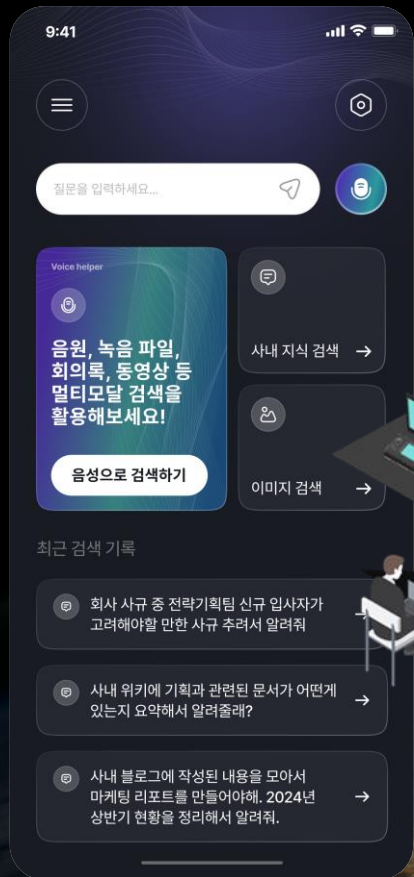 9:41
질문을 입력하세요...
Voice helper
음원, 녹음 파일,
회의록, 동영상 등
멀티모달 검색을
활용해보세요!
음성으로 검색하기
사내 지식 검색
이미지 검색
최근 검색 기록
회사 사규 중 전략기획팀 신규 입사자가
고려해야할 만한 사규 추려서 알려줘
사내 위키에 기획과 관련된 문서가 어떤게
있는지 요약해서 알려줄래?
사내 블로그에 작성된 내용을 모아서
마케팅 리포트를 만들어야해. 2024년
상반기 현황을 정리해서 알려줘.